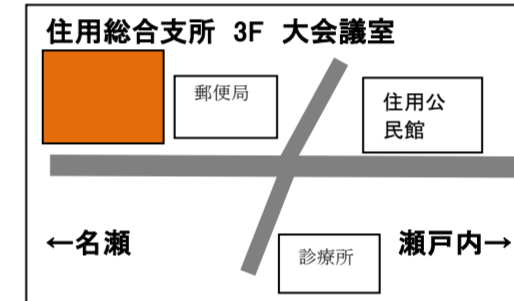 住用総合支所 3F 大会議室
郵便局
住用公
民館
←名瀬
瀬戸内→
診療所